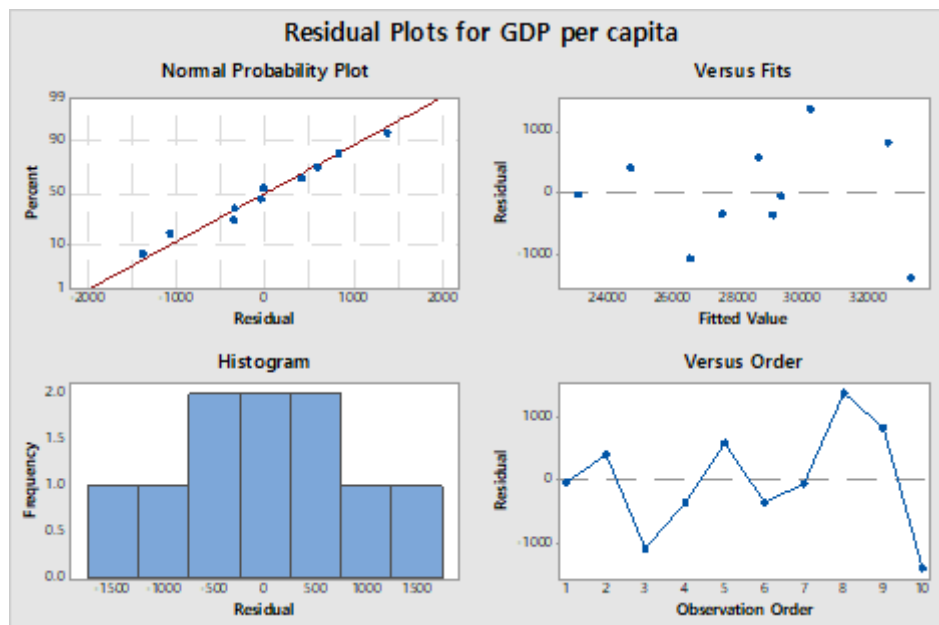 Residual Plots for GDP per capita
Normal Probability Plot
99
90
50
10
1
Percent
-2000 -1000 0 1000 2000
Residual
Versus Fits
1000
0
-1000
Residual
24000 26000 28000 30000 32000
Fitted Value
Histogram
2.0
1.5
1.0
0.5
0.0
Frequency
-1500 -1000 -500 0 500 1000 1500
Residual
Versus Order
1000
0
-1000
Residual
1 2 3 4 5 6 7 8 9 10
Observation Order